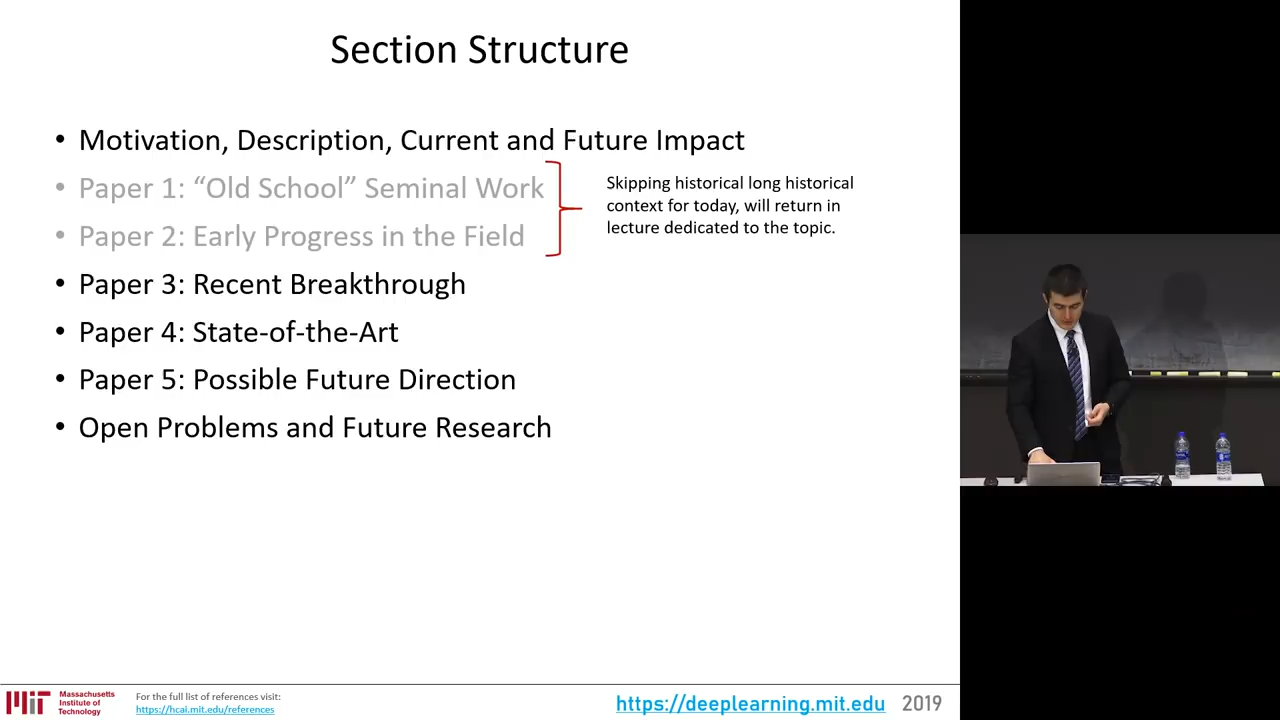 Section Structure
• Motivation, Description, Current and Future Impact
• Paper 1: “Old School” Seminal Work
• Paper 2: Early Progress in the Field
Skipping historical long historical
context for today, will return in
lecture dedicated to the topic.
• Paper 3: Recent Breakthrough
• Paper 4: State-of-the-Art
• Paper 5: Possible Future Direction
• Open Problems and Future Research
Massachusetts
Institute of
Technology
For the full list of references visit:
https://hcai.mit.edu/references
https://deeplearning.mit.edu 2019